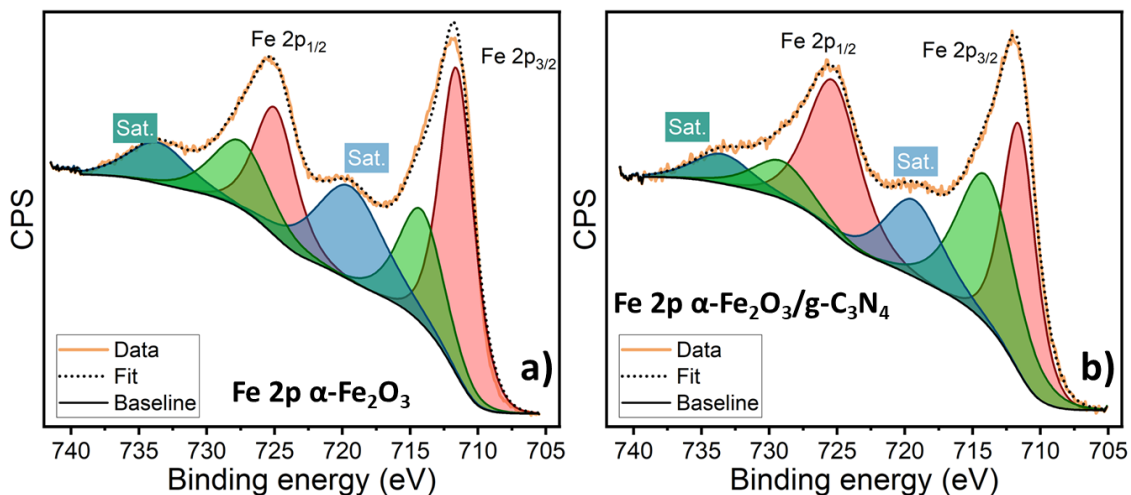 Fe 2p1/2
Fe 2p3/2
Sat.
Sat.
CPS
Data
Fit
Baseline
Fe 2p α-Fe2O3
a)
740 735 730 725 720 715 710 705
Binding energy (eV)
Fe 2p1/2
Fe 2p3/2
Sat.
Sat.
CPS
Fe 2p α-Fe2O3/g-C3N4
Data
Fit
Baseline
b)
740 735 730 725 720 715 710 705
Binding energy (eV)